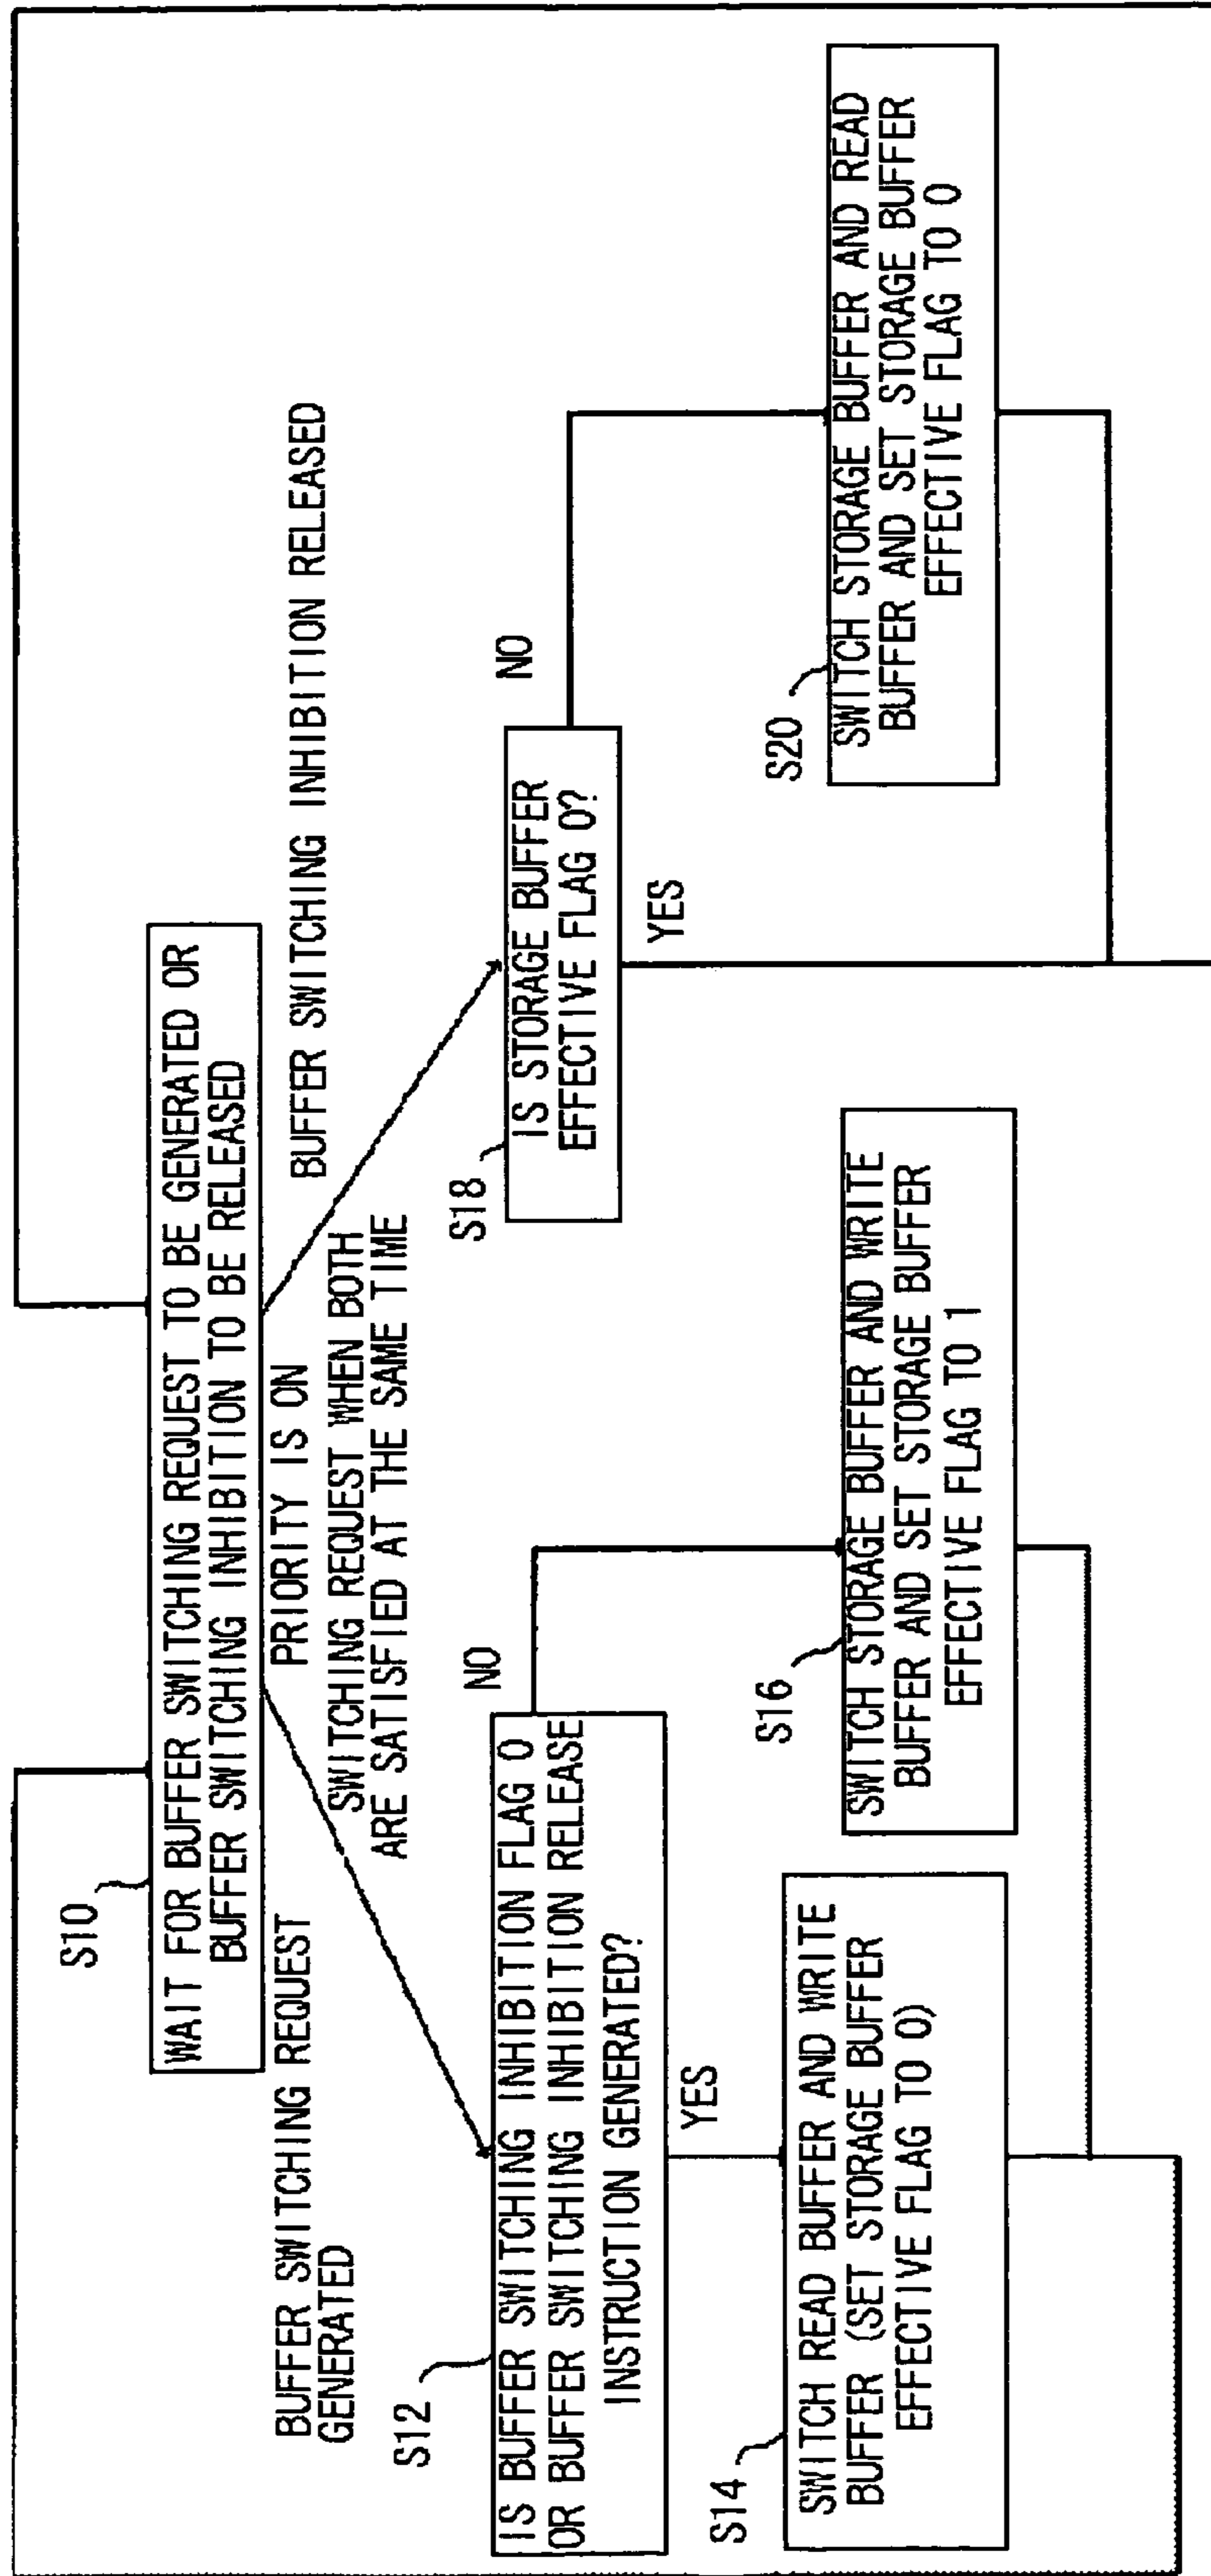 S10
WAIT FOR BUFFER SWITCHING REQUEST TO BE GENERATED OR
BUFFER SWITCHING INHIBITION TO BE RELEASED
BUFFER SWITCHING REQUEST
GENERATED
PRIORITY IS ON
SWITCHING REQUEST WHEN BOTH
ARE SATISFIED AT THE SAME TIME
BUFFER SWITCHING INHIBITION RELEASED
S12
IS BUFFER SWITCHING INHIBITION FLAG 0
OR BUFFER SWITCHING INHIBITION RELEASE
INSTRUCTION GENERATED?
NO
YES
S14
SWITCH READ BUFFER AND WRITE
BUFFER (SET STORAGE BUFFER
EFFECTIVE FLAG TO 0)
S16
SWITCH STORAGE BUFFER AND WRITE
BUFFER AND SET STORAGE BUFFER
EFFECTIVE FLAG TO 1
S18
IS STORAGE BUFFER
EFFECTIVE FLAG 0?
NO
YES
S20
SWITCH STORAGE BUFFER AND READ
BUFFER AND SET STORAGE BUFFER
EFFECTIVE FLAG TO 0